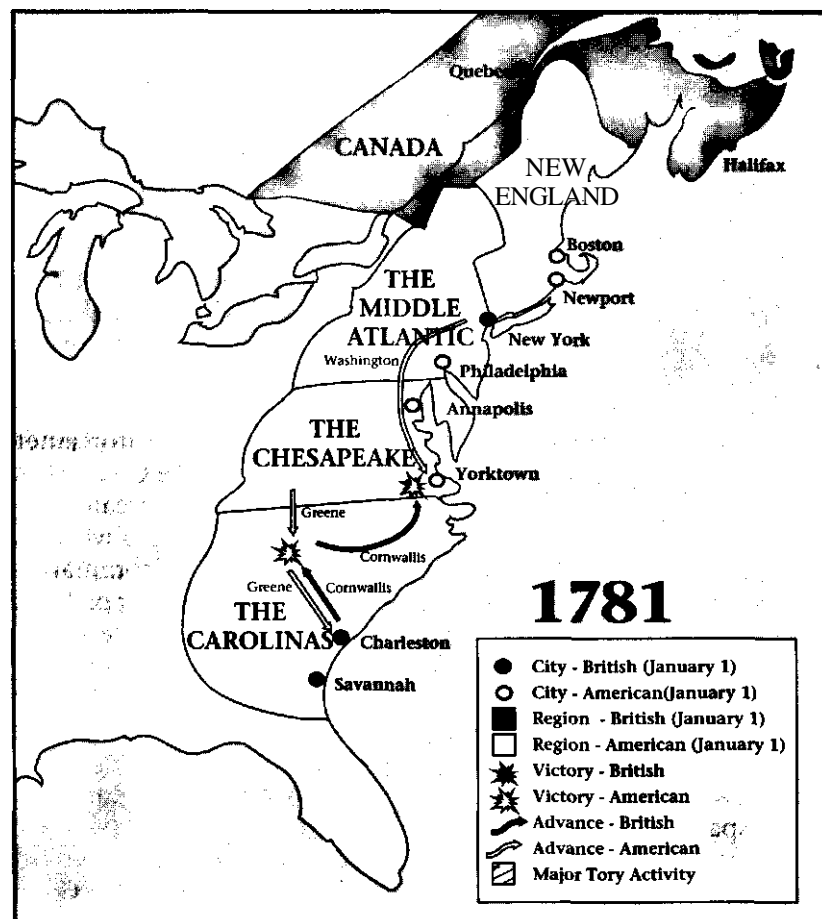 Quebec
CANADA
Halifax
NEW
ENGLAND
Boston
THE
MIDDLE
ATLANTIC
Newport
New York
Washington
Philadelphia
Annapolis
THE
CHESAPEAKE
Yorktown
Greene
Cornwallis
Greene
Cornwallis
THE
CAROLINAS
Charleston
Savannah
1781
City - British (January 1)
City - American(January 1)
Region - British (January 1)
Region - American (January 1)
Victory - British
Victory - American
Advance - British
Advance - American
Major Tory Activity